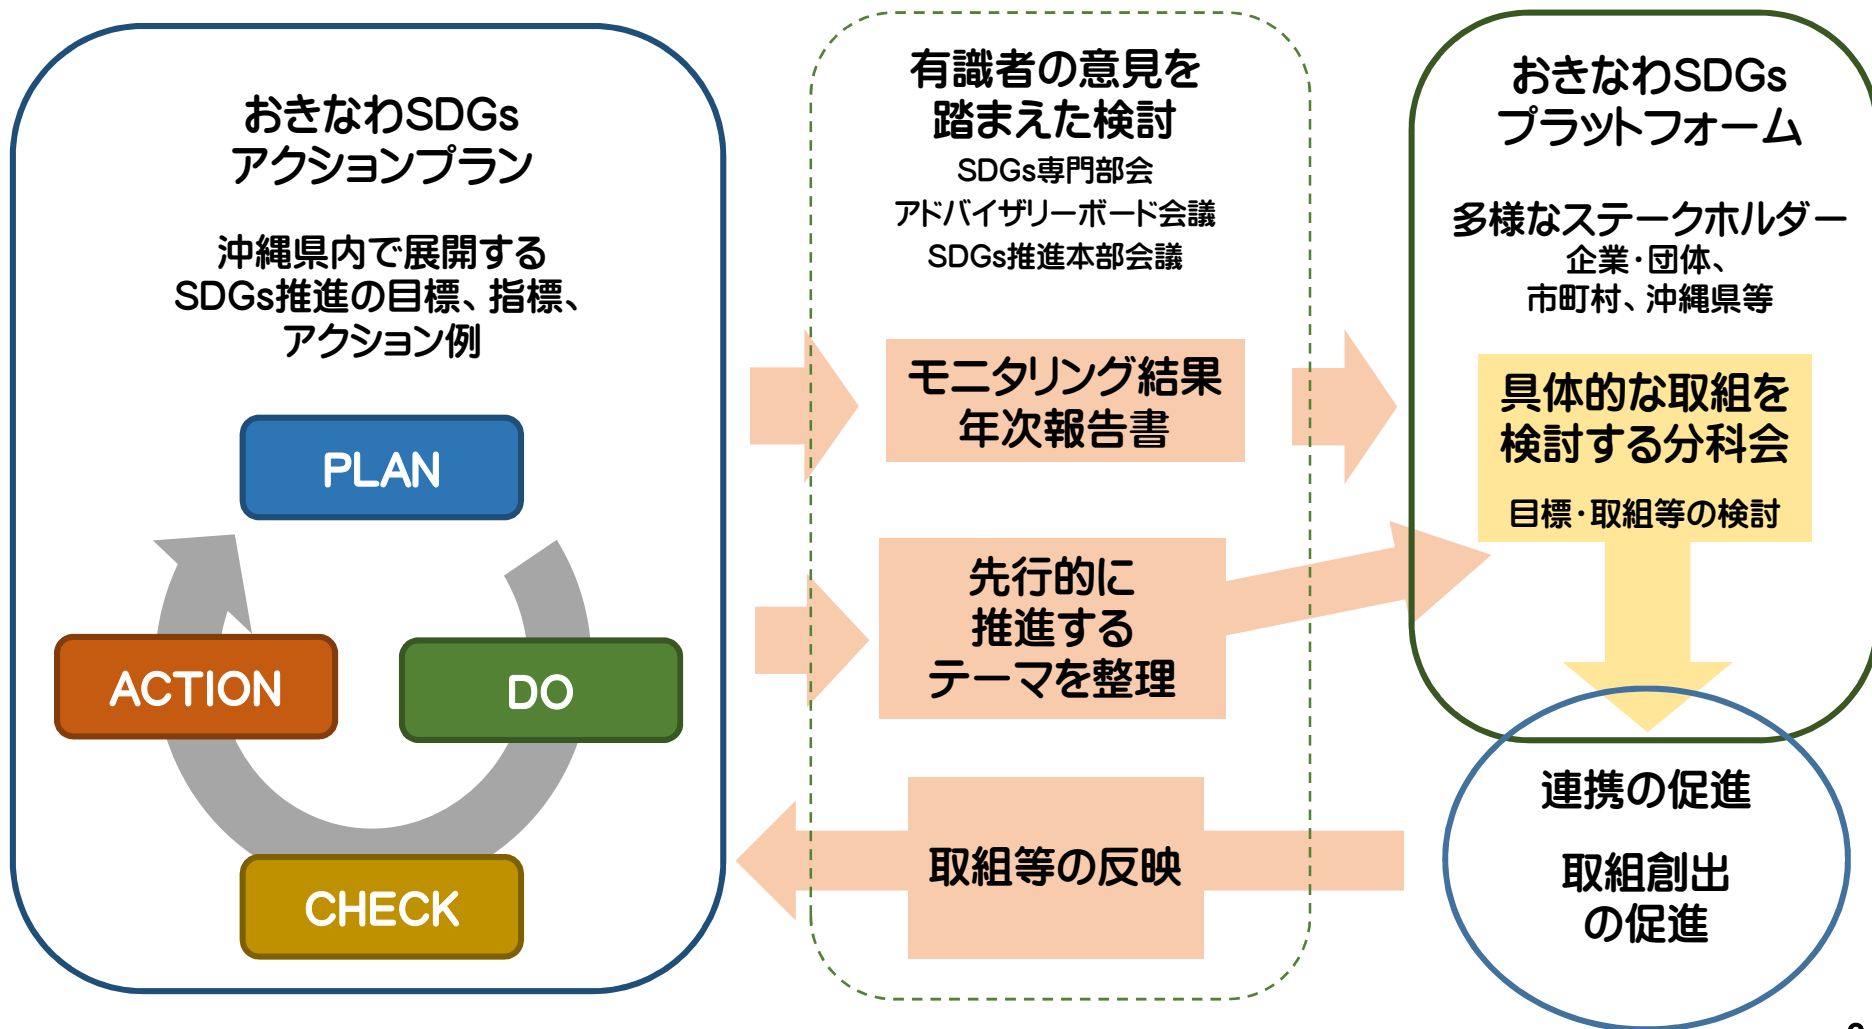 おきなわSDGs
アクションプラン
沖縄県内で展開する
SDGs推進の目標、指標、
アクション例
PLAN
ACTION
DO
CHECK
有識者の意見を
踏まえた検討
SDGs専門部会
アドバイザリーボード会議
SDGs推進本部会議
モニタリング結果
年次報告書
先行的に
推進する
テーマを整理
取組等の反映
おきなわSDGs
プラットフォーム
多様なステークホルダー
企業・団体、
市町村、沖縄県等
具体的な取組を
検討する分科会
目標・取組等の検討
連携の促進
取組創出
の促進